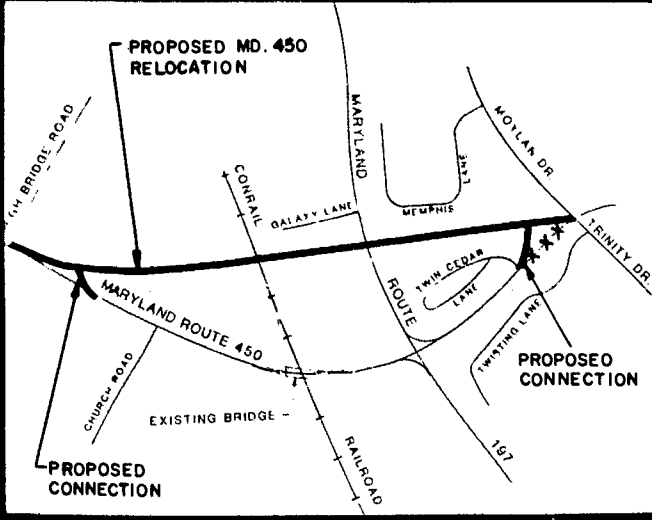 PROPOSED MD. 450
RELOCATION
BRIDGE ROAD
CONRAIL
MARYLAND
LANE
MOYLAN DR.
GALAXY LANE
MEMPHIS
TRINITY DR.
TWIN CEDAR
LANE
ROUTE
MARYLAND ROUTE 450
TWISTING LANE
CHURCH ROAD
PROPOSED
CONNECTION
EXISTING BRIDGE
RAILROAD
197
PROPOSED
CONNECTION